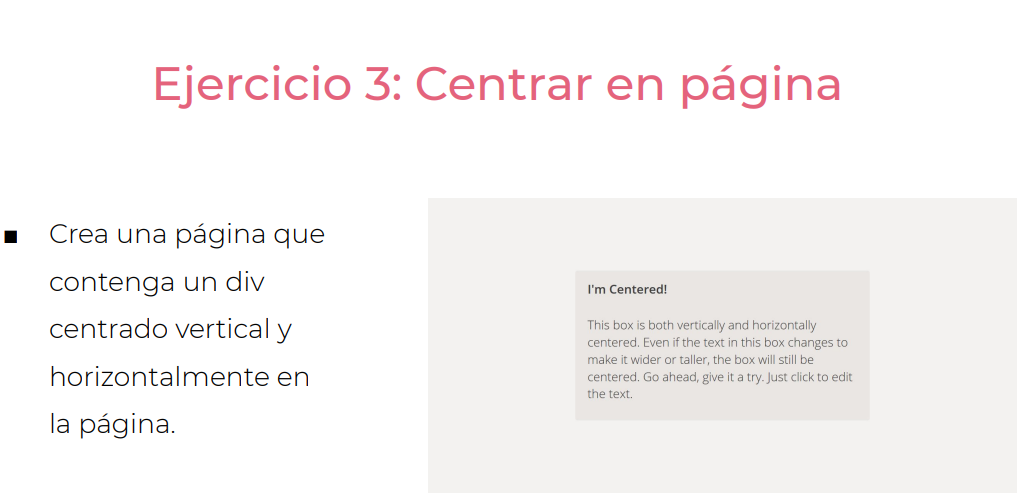 Ejercicio 3: Centrar en página
▪ Crea una página que
contenga un div
centrado vertical y
horizontalmente en
la página.
I'm Centered!
This box is both vertically and horizontally
centered. Even if the text in this box changes to
make it wider or taller, the box will still be
centered. Go ahead, give it a try. Just click to edit
the text.